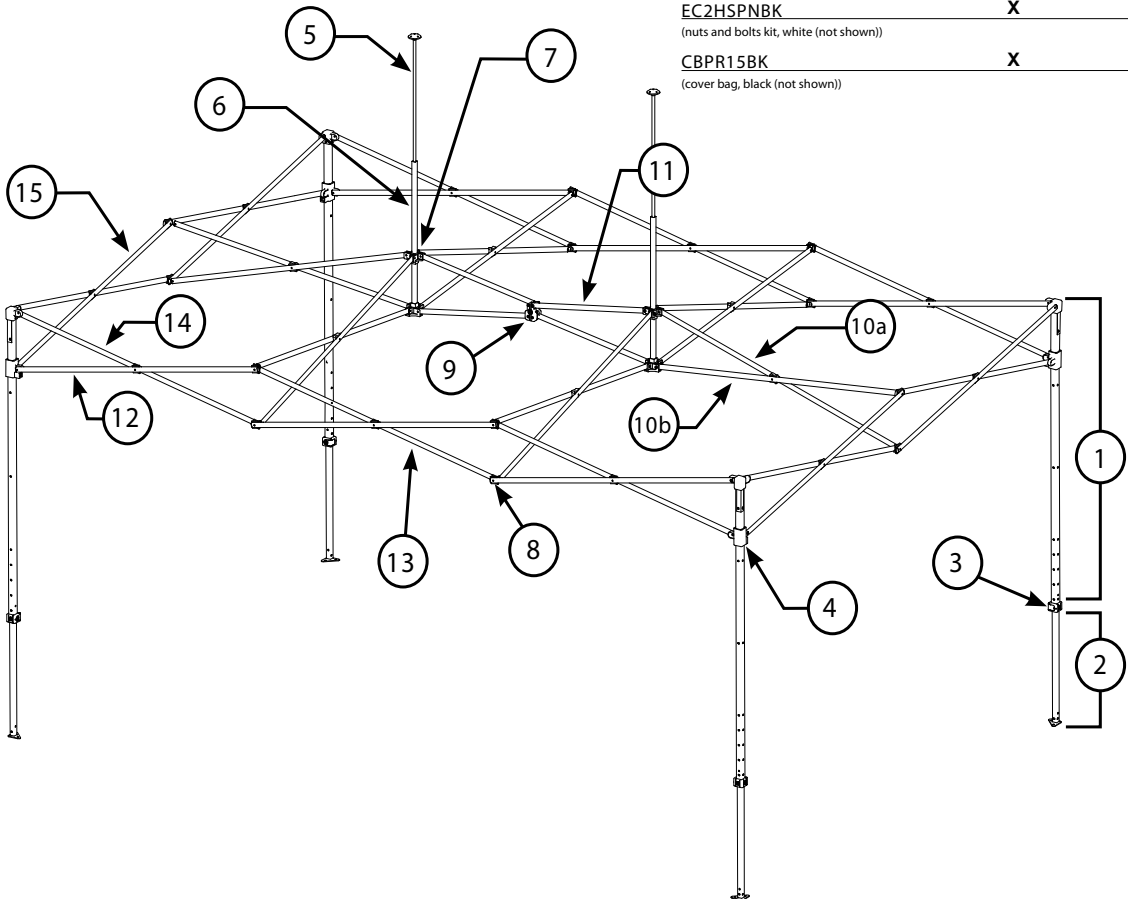 EC2HSPNBK X
(nuts and bolts kit, white (not shown))
CBPR15BK X
(cover bag, black (not shown))
5
7
6
11
15
14
10a
9
12
10b
1
13
8
3
4
2